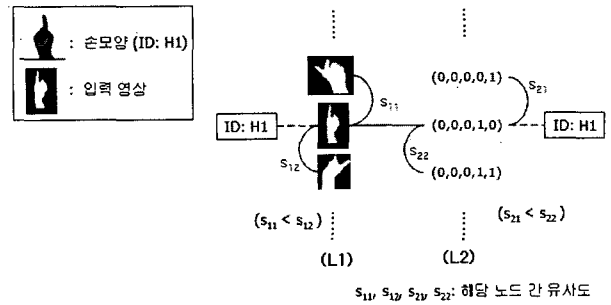 : 손모양 (ID: H1)
: 입력 영상
ID: H1
S₁₁
S₁₂
(0,0,0,0,1)
(0,0,0,1,0)
(0,0,0,1,1)
S₂₁
S₂₂
ID: H1
(S₁₁ < S₁₂)
(S₂₁ < S₂₂)
(L1)
(L2)
S₁₁, S₁₂, S₂₁, S₂₂: 해당 노드 간 유사도